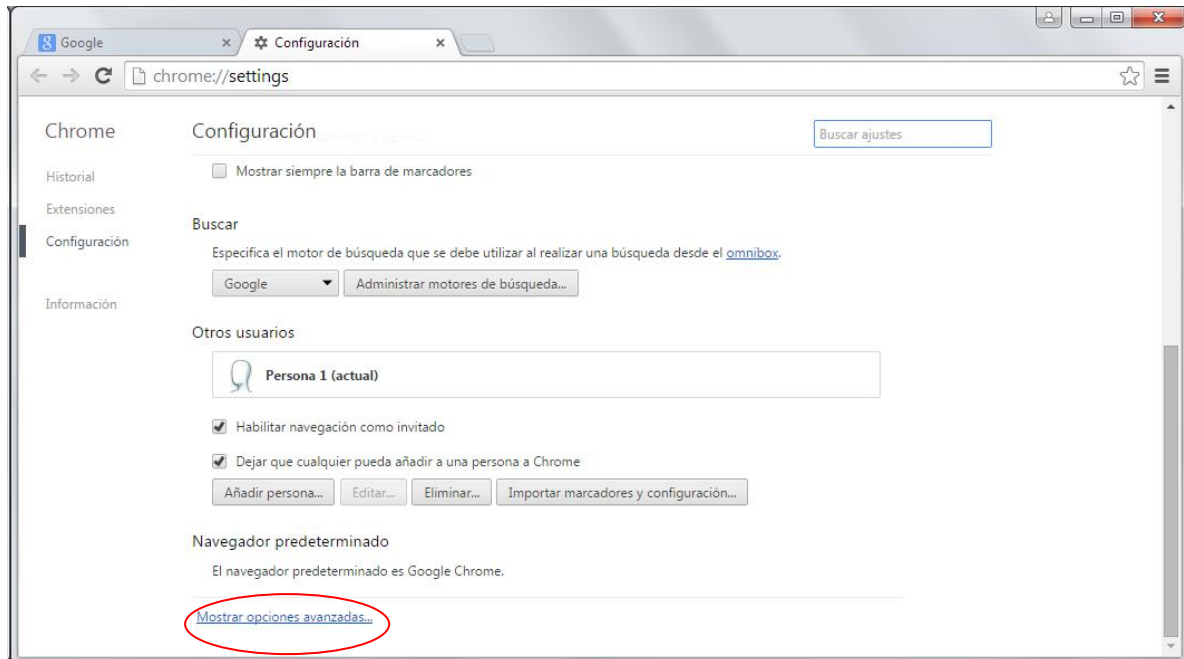 Google
Configuración
chrome://settings
Chrome
Configuración
Buscar ajustes
Historial
Mostrar siempre la barra de marcadores
Extensiones
Configuración
Buscar
Especifica el motor de búsqueda que se debe utilizar al realizar una búsqueda desde el omnibox.
Google
Administrar motores de búsqueda...
Información
Otros usuarios
Persona 1 (actual)
Habilitar navegación como invitado
Dejar que cualquier pueda añadir a una persona a Chrome
Añadir persona...
Editar...
Eliminar...
Importar marcadores y configuración...
Navegador predeterminado
El navegador predeterminado es Google Chrome.
Mostrar opciones avanzadas...